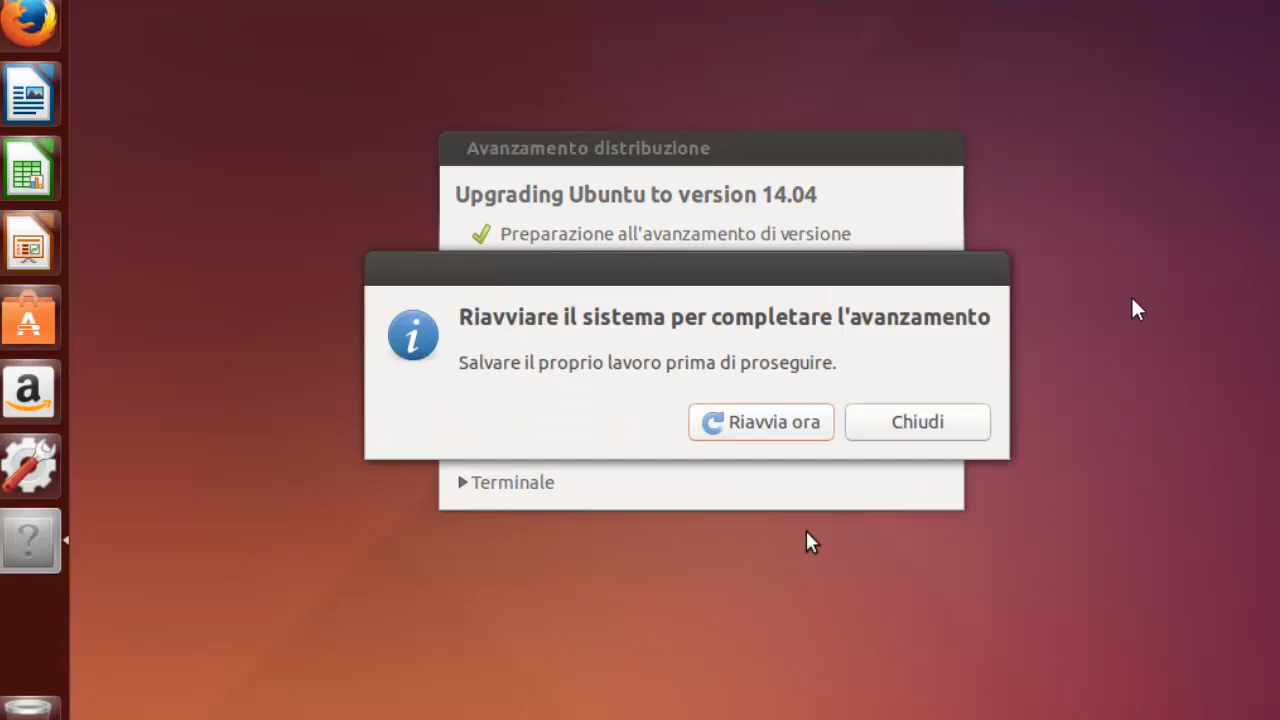 Avanzamento distribuzione
Upgrading Ubuntu to version 14.04
Preparazione all'avanzamento di versione
Riavviare il sistema per completare l'avanzamento
Salvare il proprio lavoro prima di proseguire.
Riavvia ora
Chiudi
Terminale